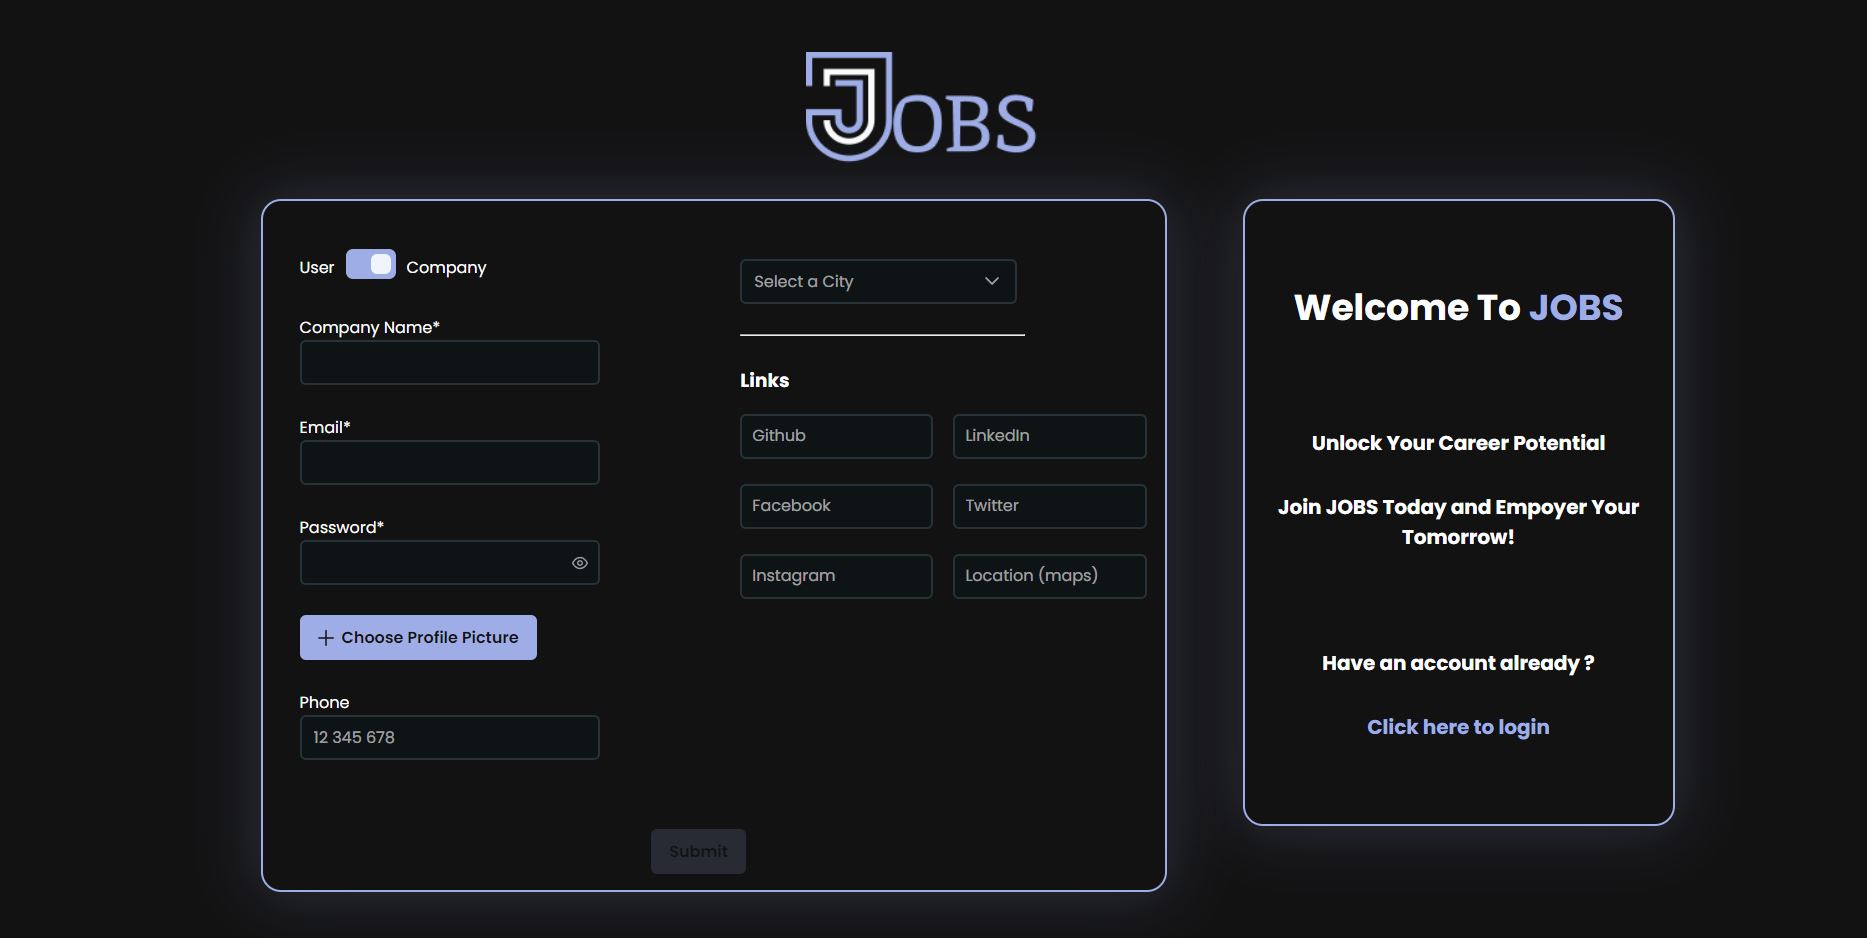 JOBS
User Company
Company Name*
Email*
Password*
Choose Profile Picture
Phone
12 345 678
Select a City
Links
Github LinkedIn
Facebook Twitter
Instagram Location (maps)
Submit
Welcome To JOBS
Unlock Your Career Potential
Join JOBS Today and Empoyer Your
Tomorrow!
Have an account already ?
Click here to login